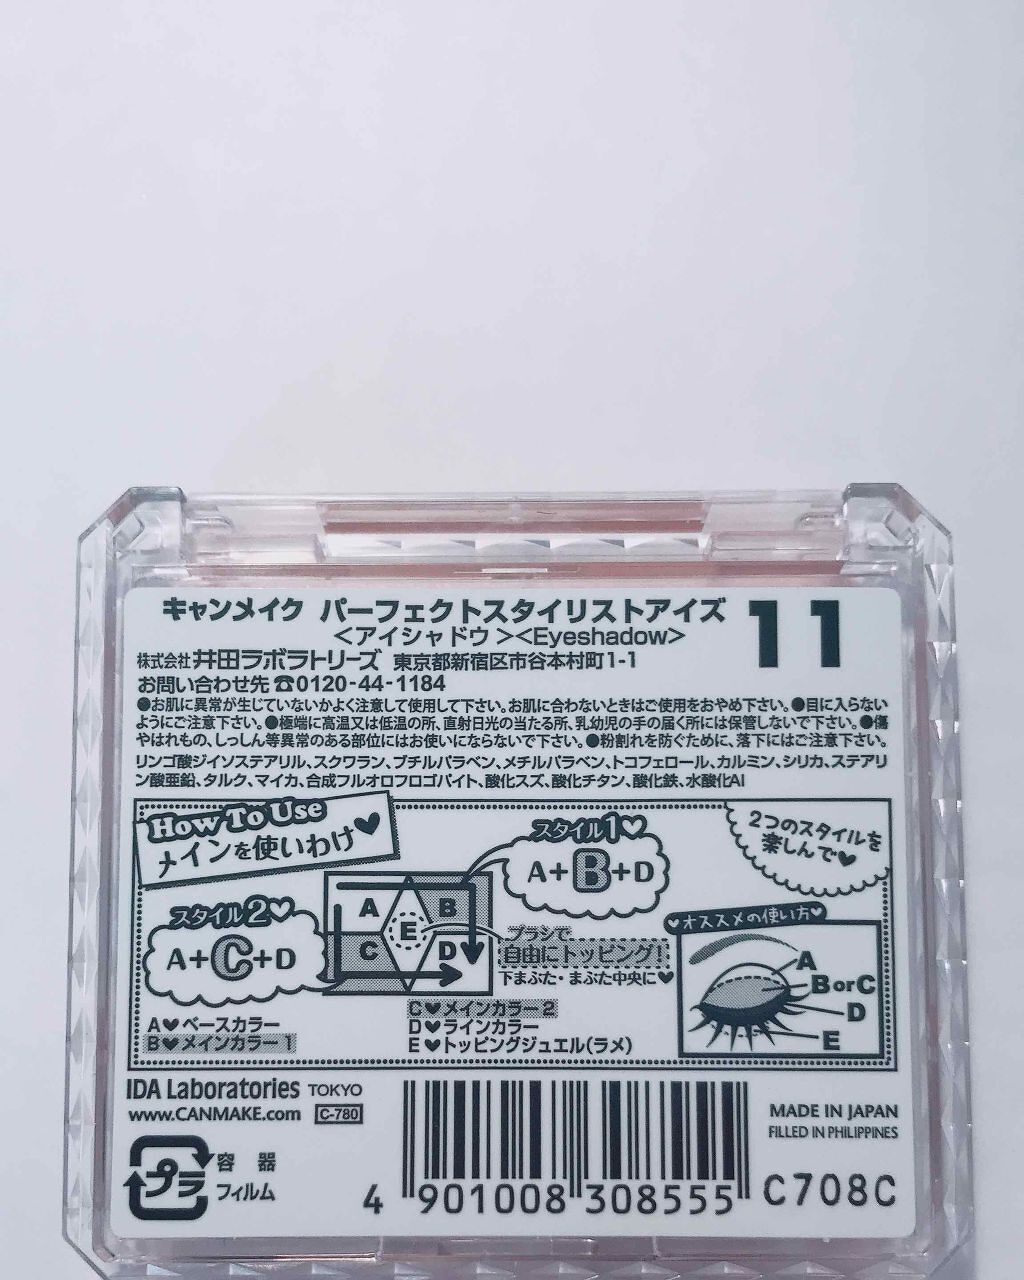 キャンメイク パーフェクトスタイリストアイズ 11
<アイシャドウ><Eyeshadow>
株式会社 井田ラボラトリーズ 東京都新宿区市谷本村町1-1
お問い合わせ先 ☎0120-44-1184
●お肌に異常が生じていないかよく注意して使用して下さい。お肌に合わないときはご使用をおやめ下さい。●目に入らない
ようにご注意下さい。●極端に高温又は低温の所、直射日光の当たる所、乳幼児の手の届く所には保管しないで下さい。●傷
やはれもの、しっしん等異常のある部位にはお使いにならないで下さい。●粉割れを防ぐために、落下にはご注意下さい。
リンゴ酸ジイソステアリル、スクワラン、ブチルパラベン、メチルパラベン、トコフェロール、カルミン、シリカ、ステアリ
ン酸亜鉛、タルク、マイカ、合成フルオロフロゴパイト、酸化スズ、酸化チタン、酸化鉄、水酸化Al
How To Use
メインを使いわけ♥
スタイル1♥
A+B+D
2つのスタイルを
楽しんで♥
スタイル2♥
A+C+D
A
B
C
D
E
ブラシで
自由にトッピング!
下まぶた・まぶた中央に♥
♥オススメの使い方♥
A
B or C
D
E
A♥ベースカラー
B♥メインカラー1
C♥メインカラー2
D♥ラインカラー
E♥トッピングジュエル(ラメ)
IDA Laboratories TOKYO
www.CANMAKE.com C-780
MADE IN JAPAN
FILLED IN PHILIPPINES
プラ
容器
フィルム
4 901008 308555
C708C